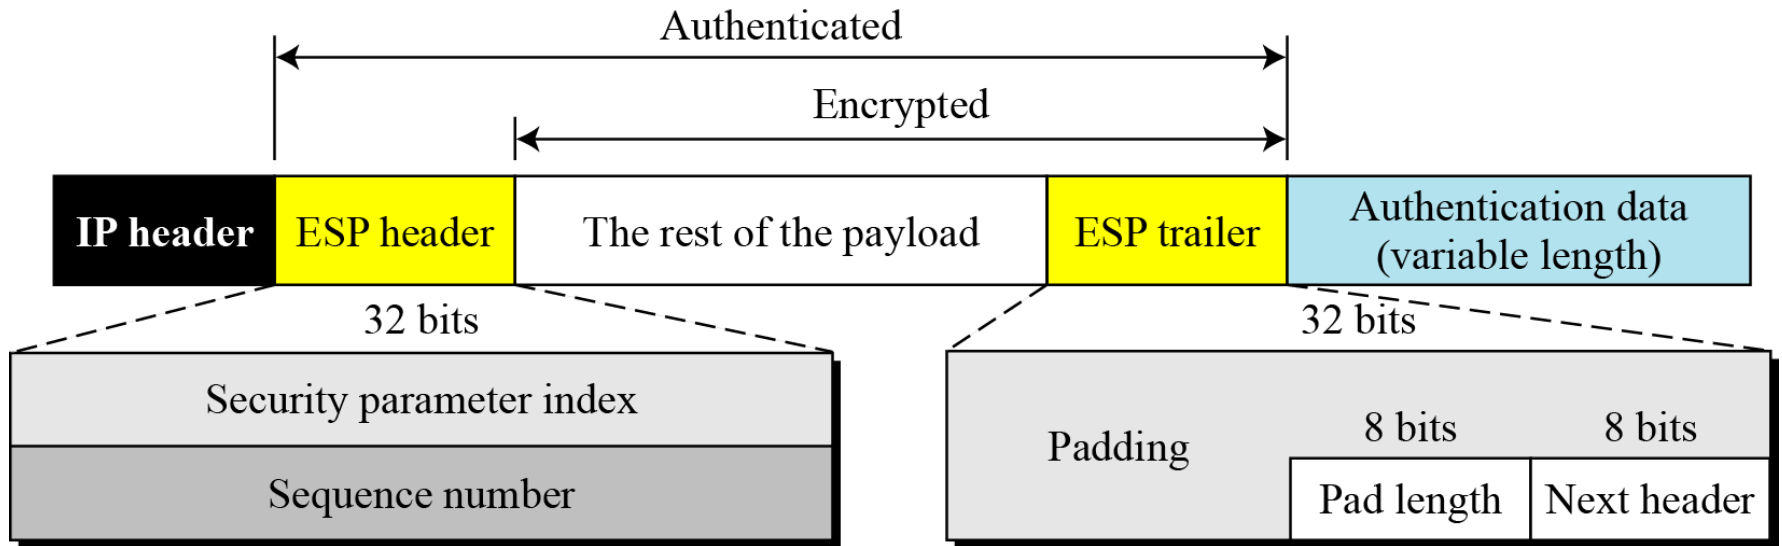 Authenticated
Encrypted
IP header
ESP header
The rest of the payload
ESP trailer
Authentication data
(variable length)
32 bits
32 bits
Security parameter index
Sequence number
Padding
8 bits
8 bits
Pad length
Next header